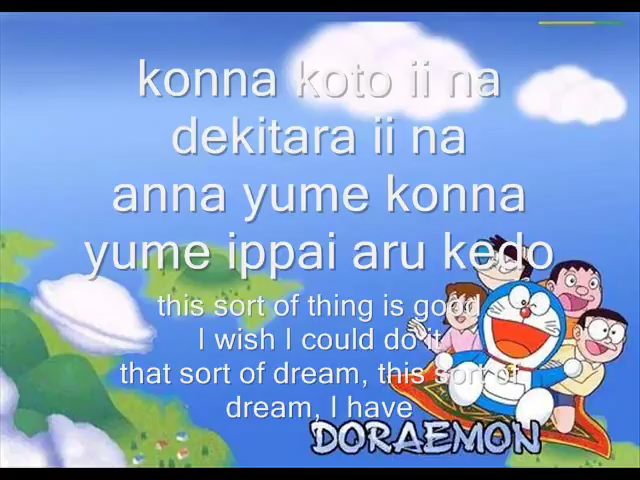 konna koto ii na
dekitara ii na
anna yume konna
yume ippai aru kedo
this sort of thing is good
I wish I could do it
that sort of dream, this sort of
dream, I have
DORAEMON